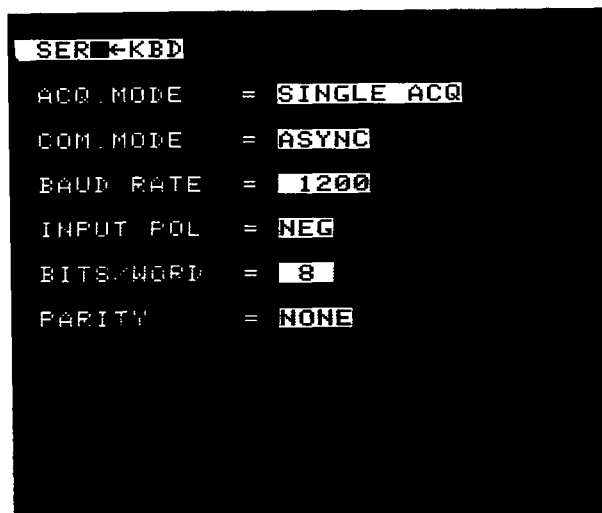 SER■←KBD
ACQ.MODE = SINGLE ACQ
COM.MODE = ASYNC
BAUD RATE = 1200
INPUT POL = NEG
BITS/WORD = 8
PARITY = NONE